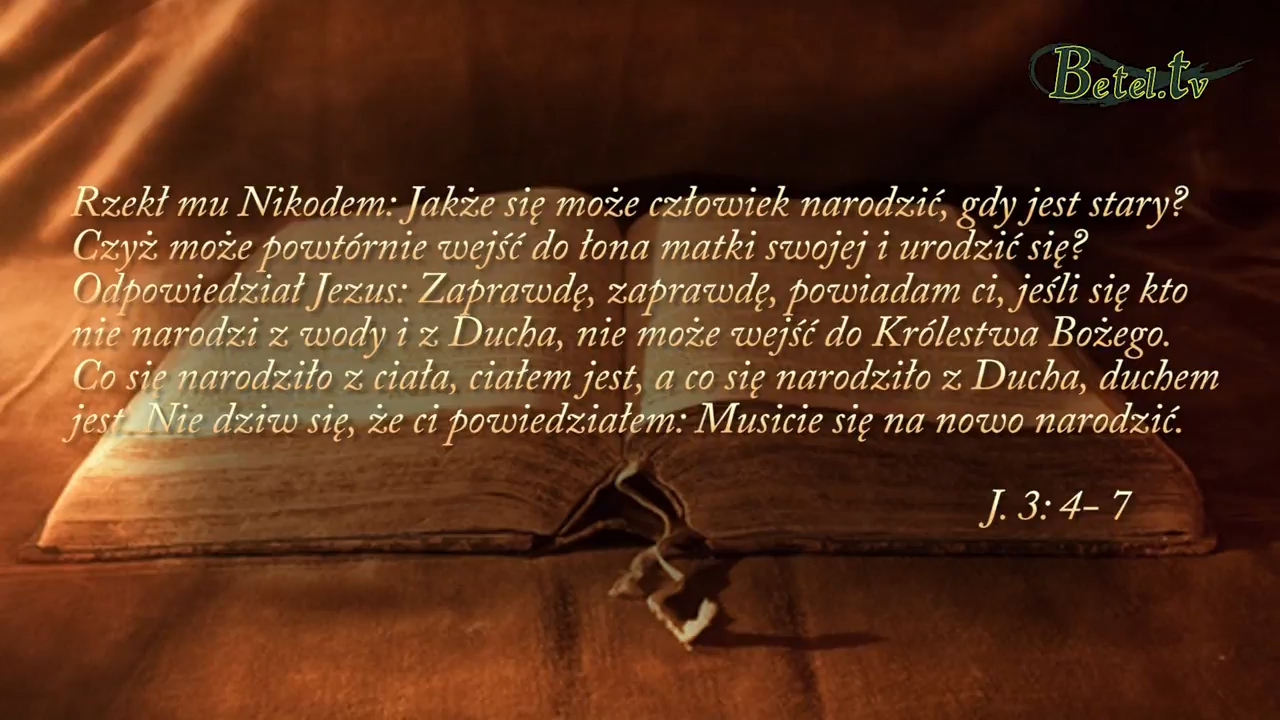 Betel.tv
Rzekł mu Nikodem: Jakże się może człowiek narodzić, gdy jest stary?
Czyż może powtórnie wejść do łona matki swojej i urodzić się?
Odpowiedział Jezus: Zaprawdę, zaprawdę, powiadam ci, jeśli się kto
nie narodzi z wody i z Ducha, nie może wejść do Królestwa Bożego.
Co się narodziło z ciała, ciałem jest, a co się narodziło z Ducha, duchem
jest. Nie dziw się, że ci powiedziałem: Musicie się na nowo narodzić.
J. 3: 4- 7